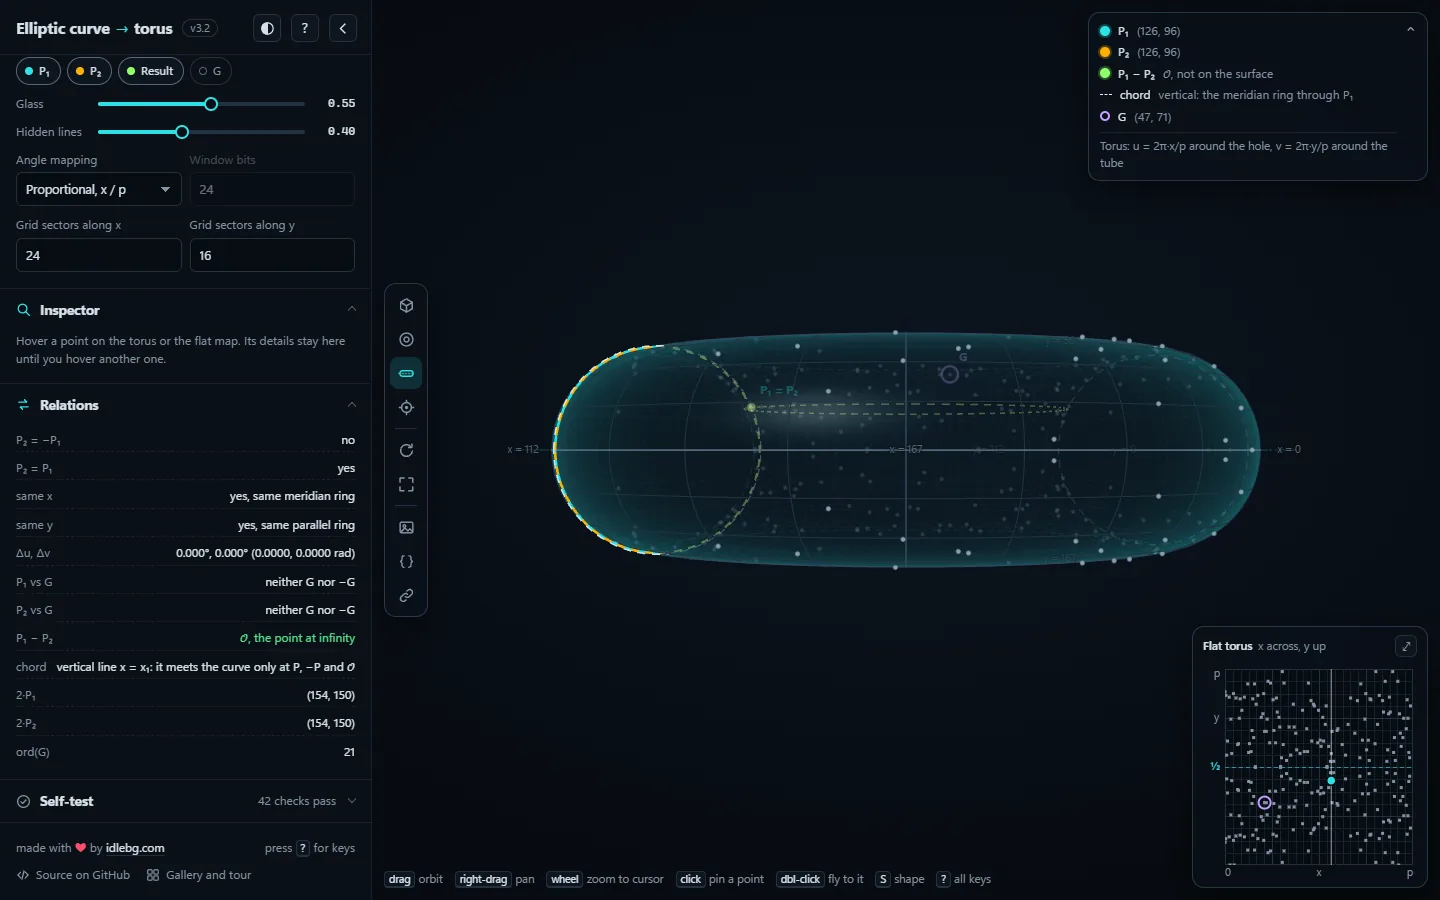 Elliptic curve → torus v3.2 ?
P₁ P₂ Result G
Glass 0.55
Hidden lines 0.40
Angle mapping Window bits
Proportional, x / p 24
Grid sectors along x Grid sectors along y
24 16
Inspector
Hover a point on the torus or the flat map. Its details stay here
until you hover another one.
Relations
P₂ = −P₁ no
P₂ = P₁ yes
same x yes, same meridian ring
same y yes, same parallel ring
Δu, Δv 0.000°, 0.000° (0.0000, 0.0000 rad)
P₁ vs G neither G nor −G
P₂ vs G neither G nor −G
P₁ − P₂ 𝒪, the point at infinity
chord vertical line x = x₁: it meets the curve only at P, −P and 𝒪
2·P₁ (154, 150)
2·P₂ (154, 150)
ord(G) 21
Self-test 42 checks pass
made with ❤ by idlebg.com press ? for keys
Source on GitHub Gallery and tour
P₁ (126, 96)
P₂ (126, 96)
P₁ − P₂ 𝒪, not on the surface
chord vertical: the meridian ring through P₁
G (47, 71)
Torus: u = 2π·x/p around the hole, v = 2π·y/p around the
tube
G
P₁ = P₂
x = 112 x = 167 x = 0
Flat torus x across, y up
p
y
½
0 x p
drag orbit right-drag pan wheel zoom to cursor click pin a point dbl-click fly to it S shape ? all keys